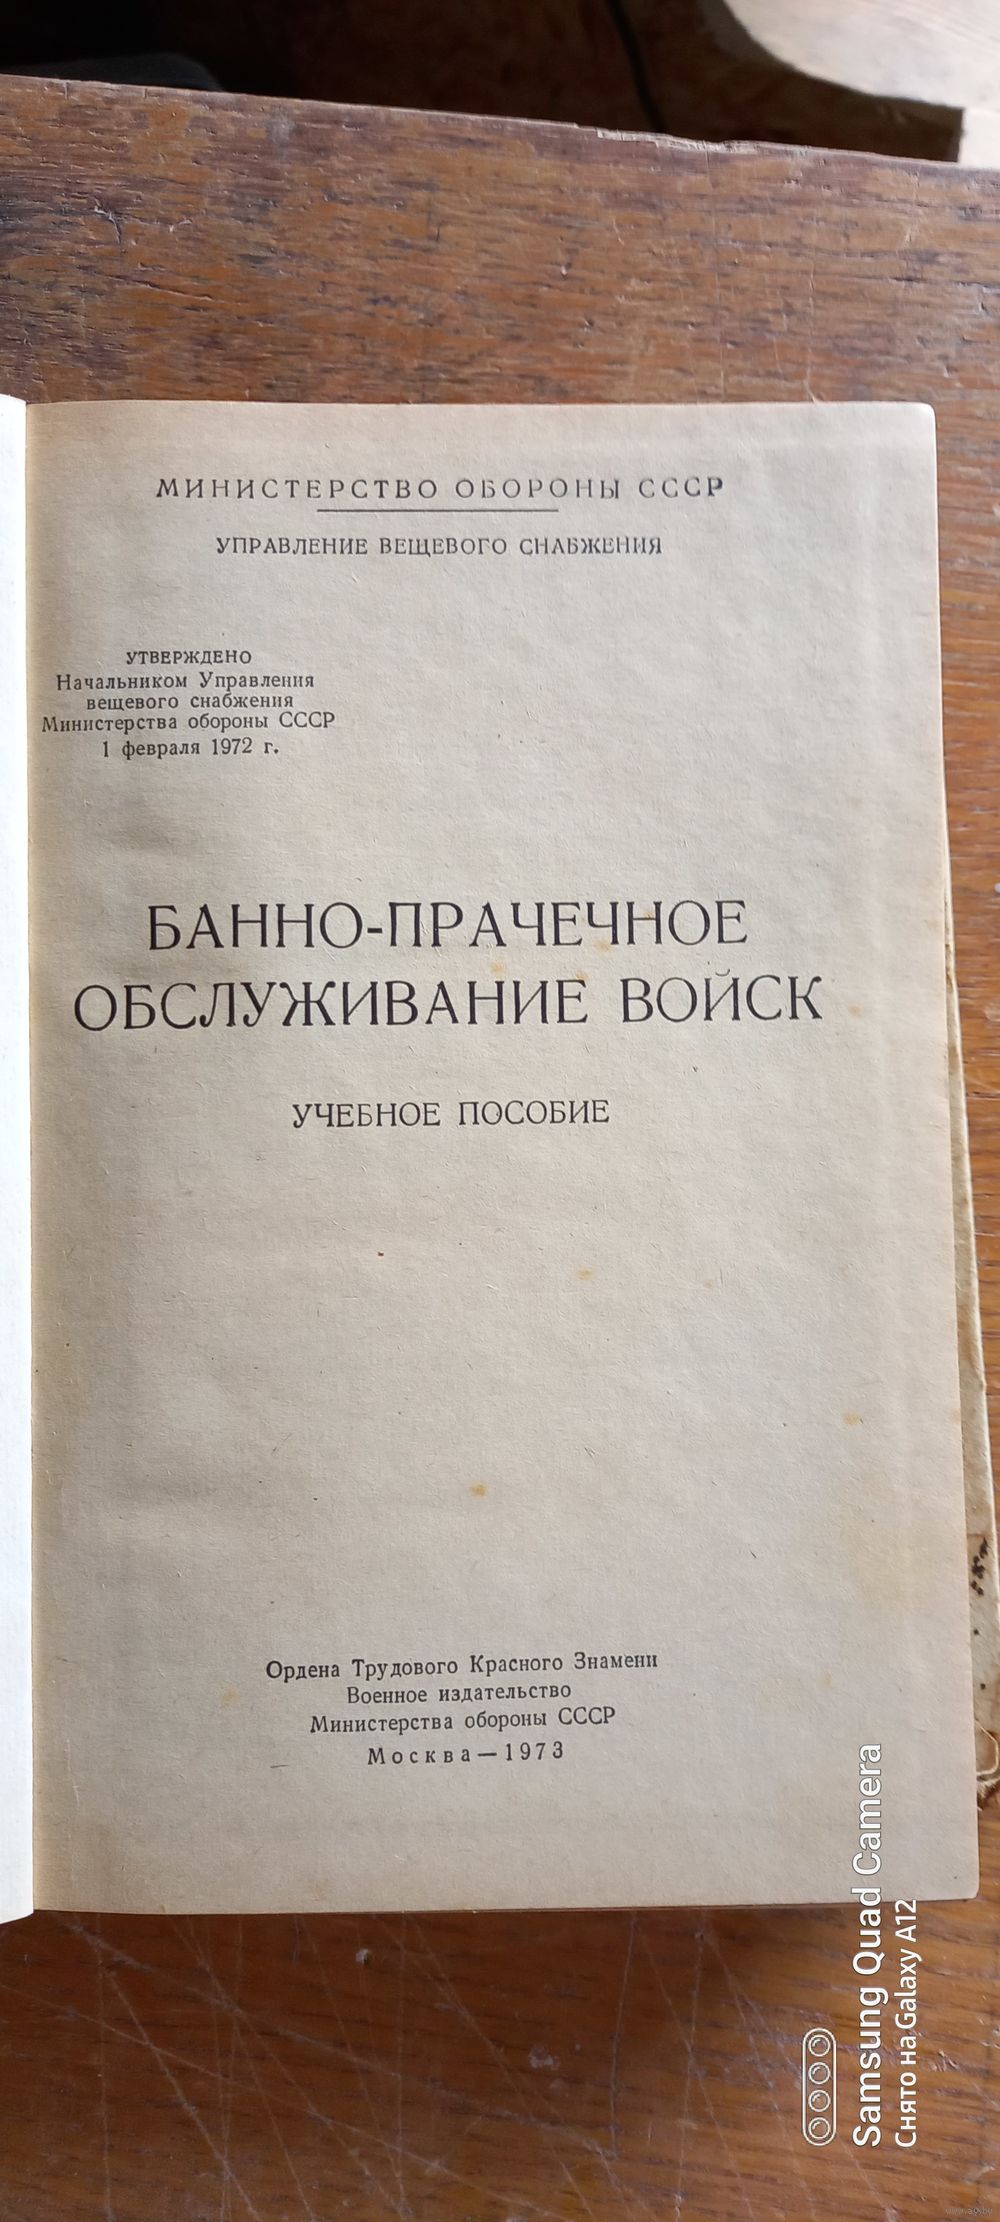 МИНИСТЕРСТВО ОБОРОНЫ СССР
УПРАВЛЕНИЕ ВЕЩЕВОГО СНАБЖЕНИЯ
УТВЕРЖДЕНО
Начальником Управления
вещевого снабжения
Министерства обороны СССР
1 февраля 1972 г.
БАННО-ПРАЧЕЧНОЕ
ОБСЛУЖИВАНИЕ ВОЙСК
УЧЕБНОЕ ПОСОБИЕ
Ордена Трудового Красного Знамени
Военное издательство
Министерства обороны СССР
Москва — 1973
Samsung Quad Camera
Снято на Galaxy A12